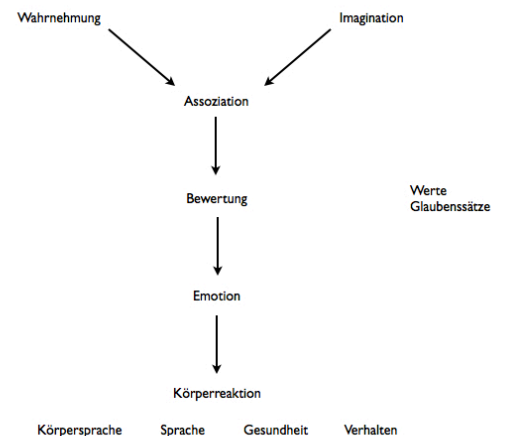 Wahrnehmung Imagination
Assoziation
Bewertung
Werte
Glaubenssätze
Emotion
Körperreaktion
Körpersprache Sprache Gesundheit Verhalten